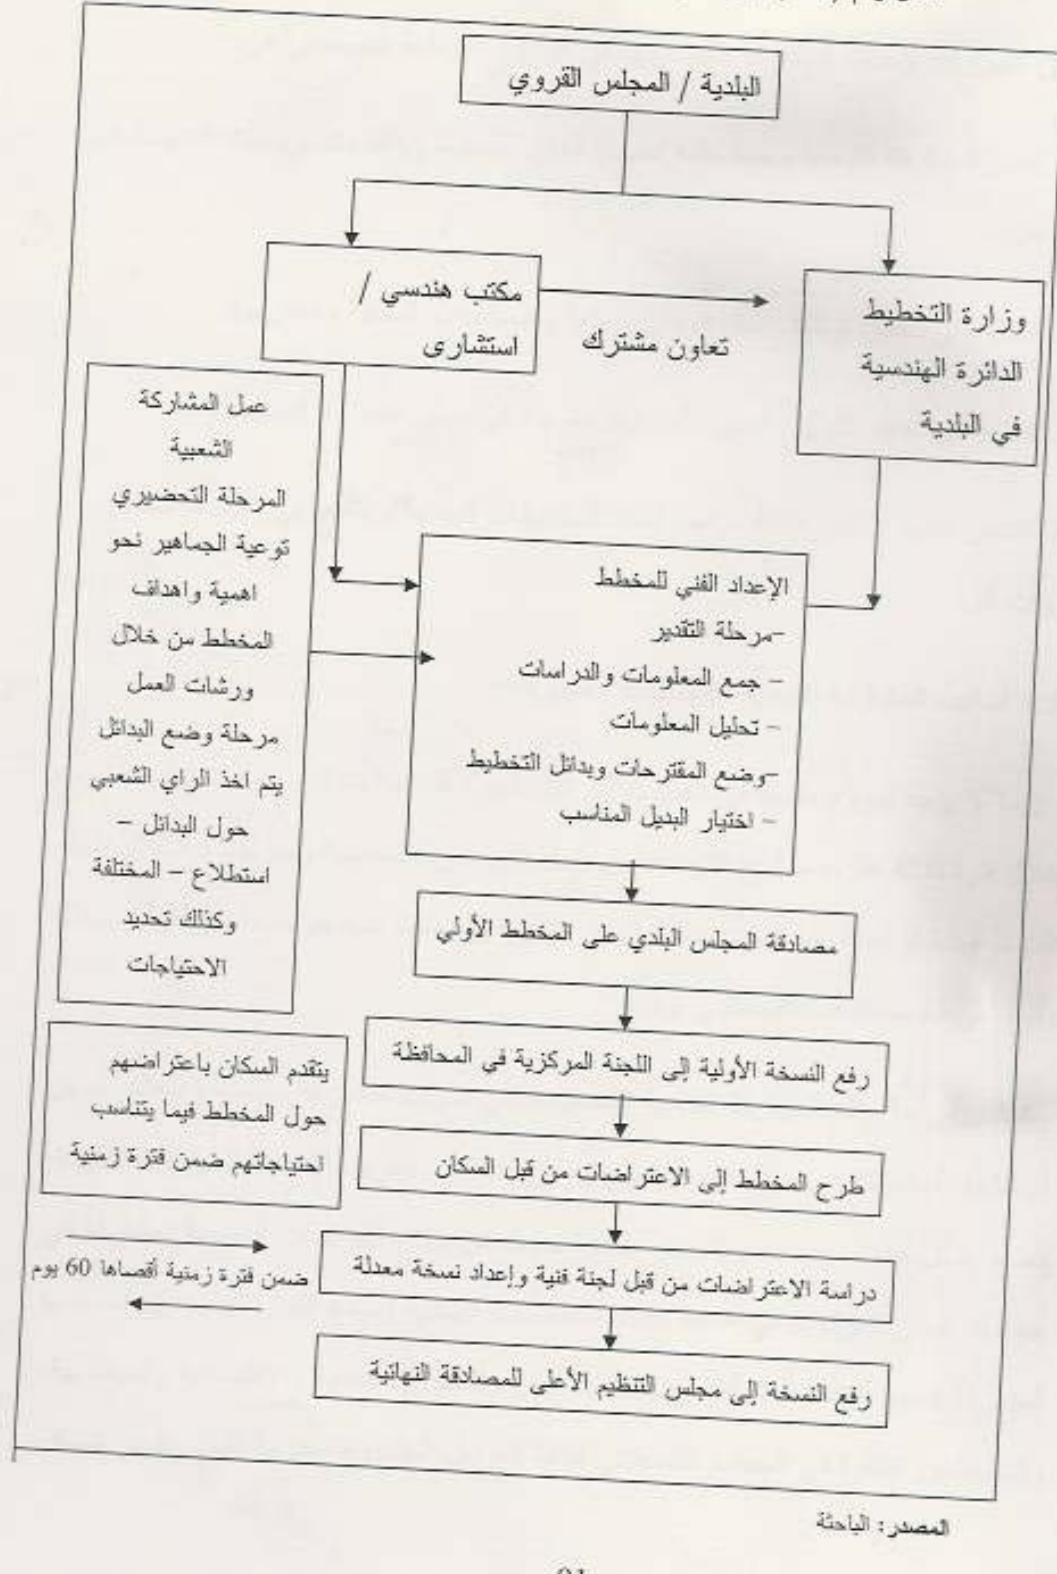 البلدية / المجلس القروي
مكتب هندسي /
استشارى
تعاون مشترك
وزارة التخطيط
الدائرة الهندسية
في البلدية
عمل المشاركة
الشعبية
المرحلة التحضيري
توعية الجماهير نحو
اهمية واهداف
المخطط من خلال
ورشات العمل
مرحلة وضع البدائل
يتم اخذ الراي الشعبي
حول البدائل –
استطلاع – المختلفة
وكذلك تحديد
الاحتياجات
الإعداد الفني للمخطط
-مرحلة التقدير
- جمع المعلومات والدراسات
- تحليل المعلومات
-وضع المقترحات وبدائل التخطيط
- اختيار البديل المناسب
مصادقة المجلس البلدي على المخطط الأولي
رفع النسخة الأولية إلى اللجنة المركزية في المحافظة
يتقدم السكان باعتراضهم
حول المخطط فيما يتناسب
احتياجاتهم ضمن فترة زمنية
طرح المخطط إلى الاعتراضات من قبل السكان
ضمن فترة زمنية أقصاها 60 يوم
دراسة الاعتراضات من قبل لجنة فنية وإعداد نسخة معدلة
رفع النسخة إلى مجلس التنظيم الأعلى للمصادقة النهائية
المصدر: الباحثة